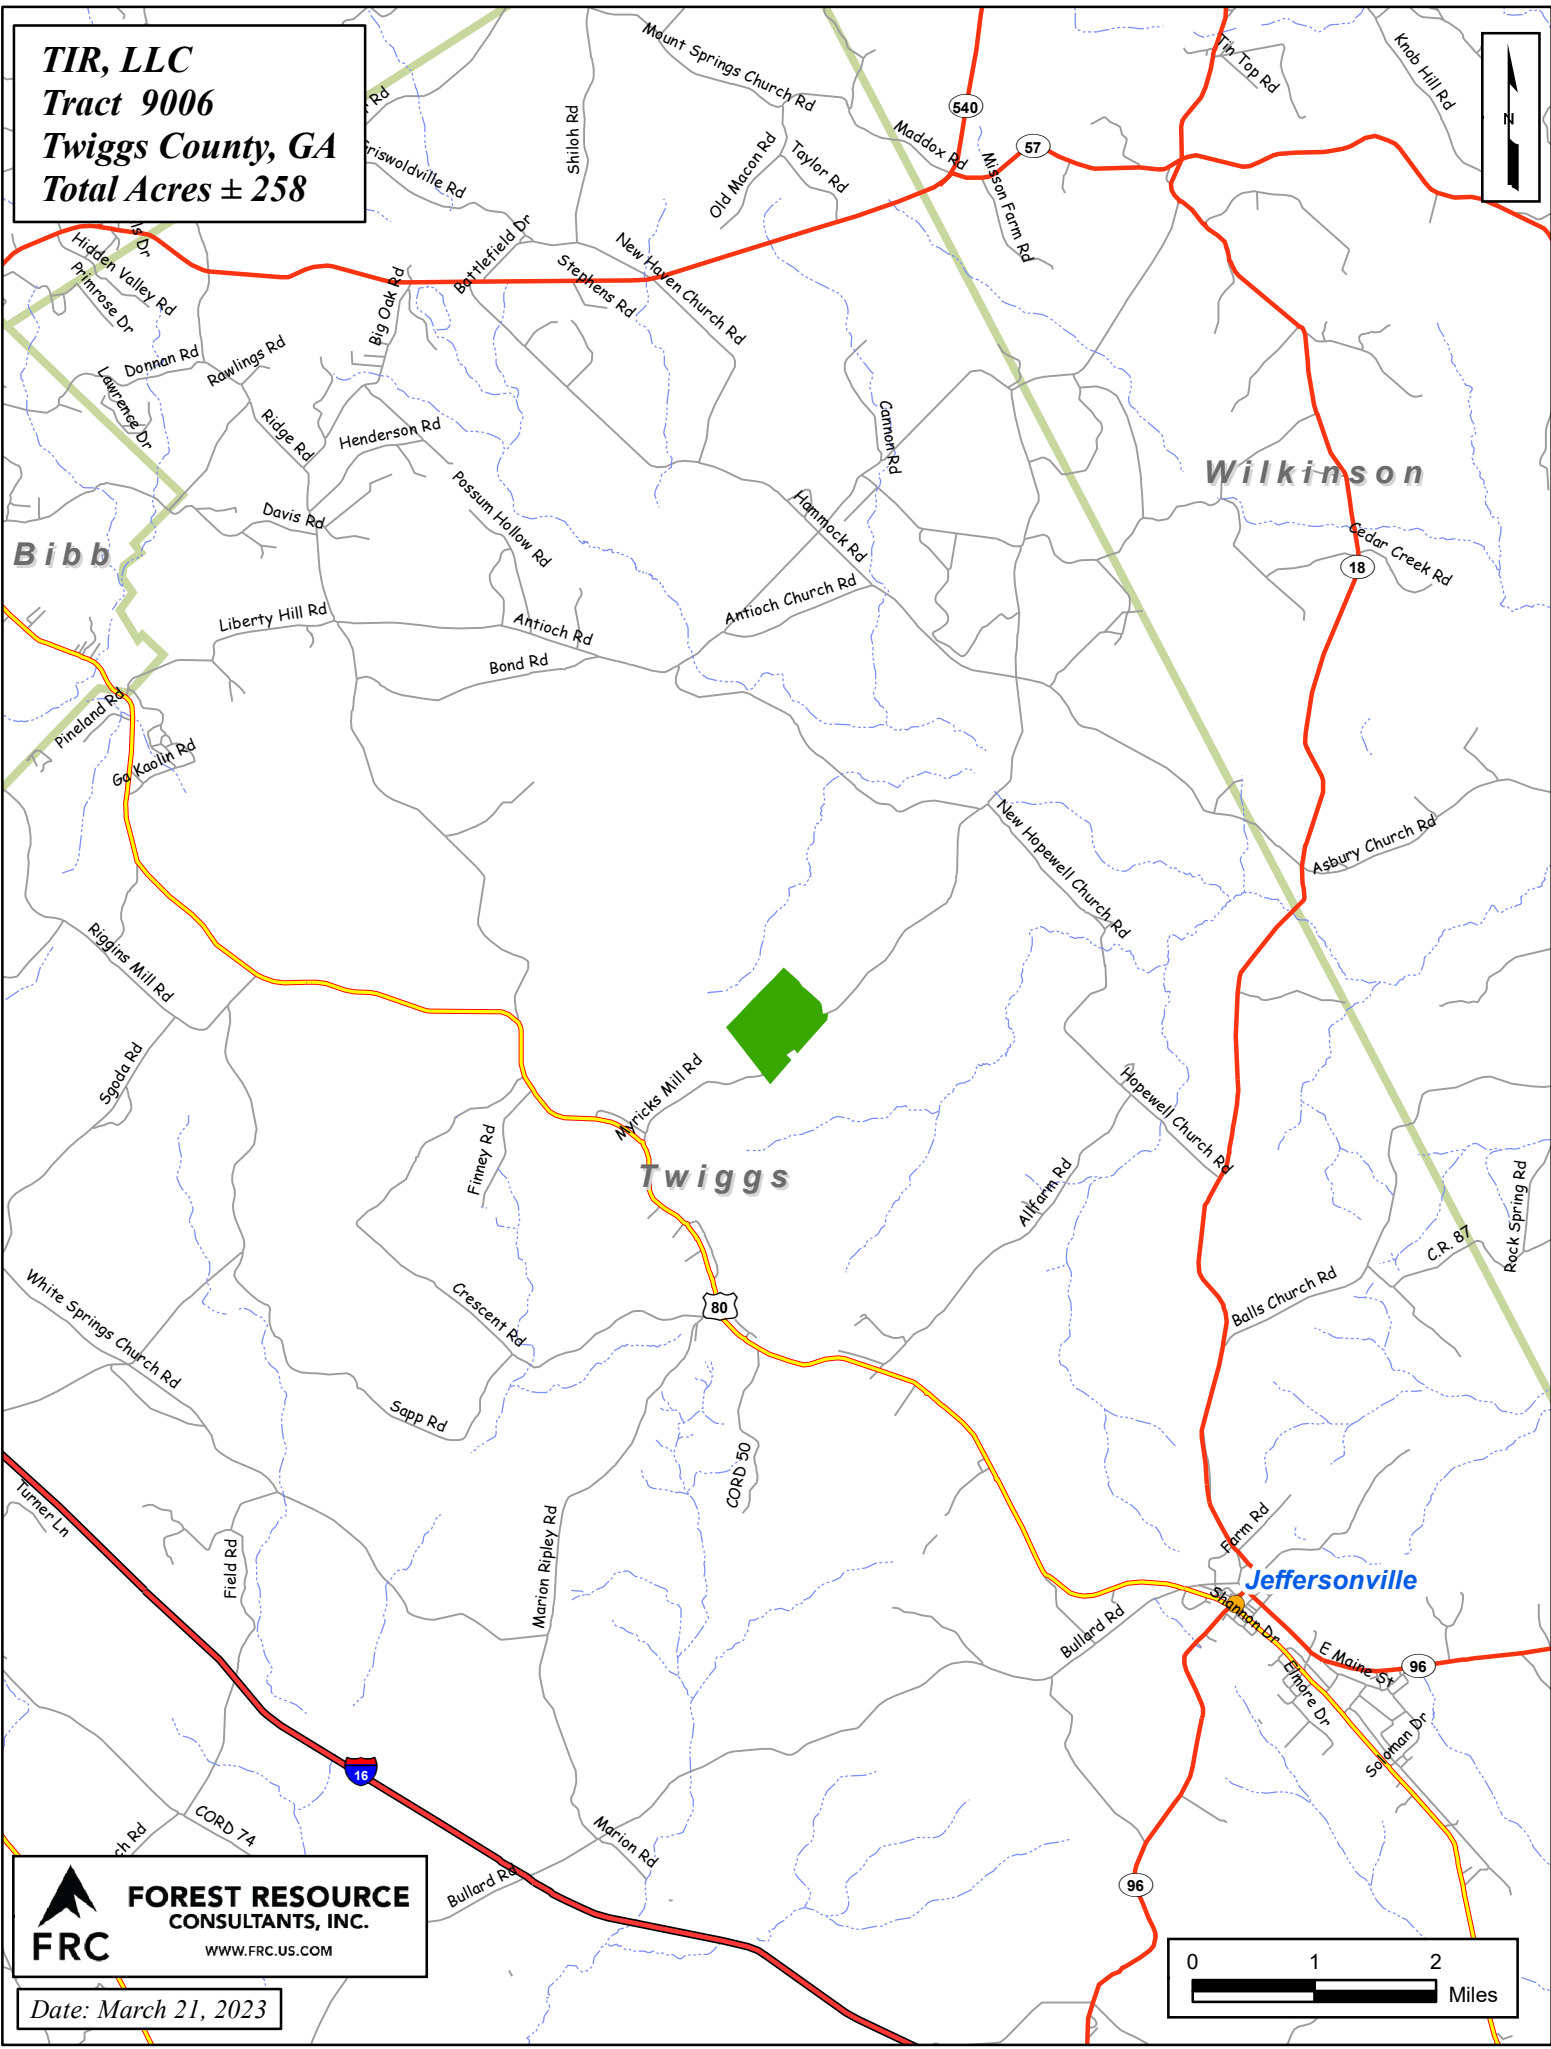 TIR, LLC
Tract 9006
Twiggs County, GA
Total Acres ± 258
Mount Springs Church Rd
Tin Top Rd
Knob Hill Rd
N
Shiloh Rd
540
57
Maddox Rd
Misson Farm Rd
Old Macon Rd
Taylor Rd
Griswoldville Rd
Rd
Hidden Valley Rd
Primrose Dr
Dr
Battlefield Dr
Stephens Rd
New Haven Church Rd
Big Oak Rd
Donnan Rd
Rawlings Rd
Lawrence Dr
Ridge Rd
Henderson Rd
Cannon Rd
Wilkinson
Possum Hollow Rd
Hammock Rd
Davis Rd
Bibb
Cedar Creek Rd
18
Liberty Hill Rd
Antioch Rd
Antioch Church Rd
Bond Rd
Pineland Rd
Ga Kaolin Rd
New Hopewell Church Rd
Asbury Church Rd
Riggins Mill Rd
Sgoda Rd
Myricks Mill Rd
Hopewell Church Rd
Finney Rd
Twiggs
Allfarm Rd
Rock Spring Rd
C.R. 87
White Springs Church Rd
Crescent Rd
80
Balls Church Rd
Sapp Rd
CORD 50
Turner Ln
Marion Ripley Rd
Field Rd
Farm Rd
Jeffersonville
Shannon Dr
Bullard Rd
E Maine St
96
Elmore Dr
Soloman Dr
16
CORD 74
ch Rd
Marion Rd
Bullard Rd
96
FRC
FOREST RESOURCE
CONSULTANTS, INC.
WWW.FRC.US.COM
Date: March 21, 2023
0 1 2
Miles